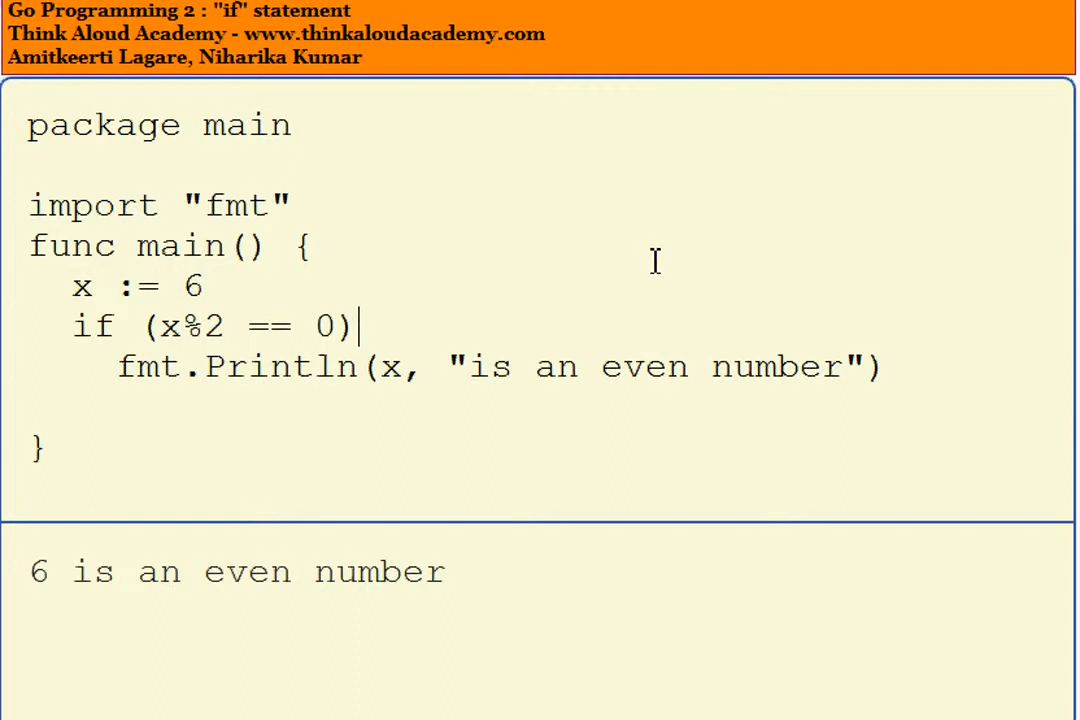 Go Programming 2 : "if" statement
Think Aloud Academy - www.thinkaloudacademy.com
Amitkeerti Lagare, Niharika Kumar
package main
import "fmt"
func main() {
x := 6
if (x%2 == 0)
fmt.Println(x, "is an even number")
}
6 is an even number